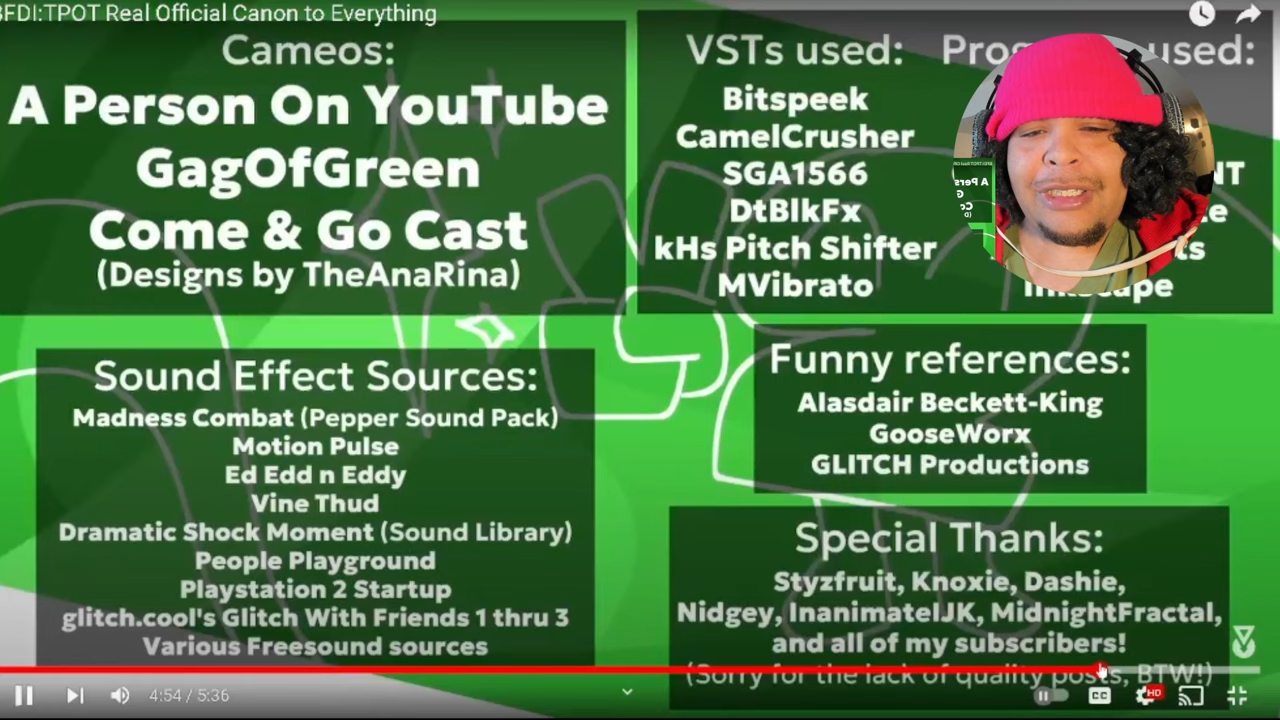 BFDI:TPOT Real Official Canon to Everything
Cameos:
A Person On YouTube
GagOfGreen
Come & Go Cast
(Designs by TheAnaRina)
VSTs used:
Bitspeek
CamelCrusher
SGA1566
DtBlkFx
kHs Pitch Shifter
MVibrato
used:
Inkscape
Sound Effect Sources:
Madness Combat (Pepper Sound Pack)
Motion Pulse
Ed Edd n Eddy
Vine Thud
Dramatic Shock Moment (Sound Library)
People Playground
Playstation 2 Startup
glitch.cool's Glitch With Friends 1 thru 3
Various Freesound sources
Funny references:
Alasdair Beckett-King
GooseWorx
GLITCH Productions
Special Thanks:
Styzfruit, Knoxie, Dashie,
Nidgey, InanimateIJK, MidnightFractal,
and all of my subscribers!
(Sorry for the lack of quality posts, BTW!)
4:54 / 5:36
CC
HD